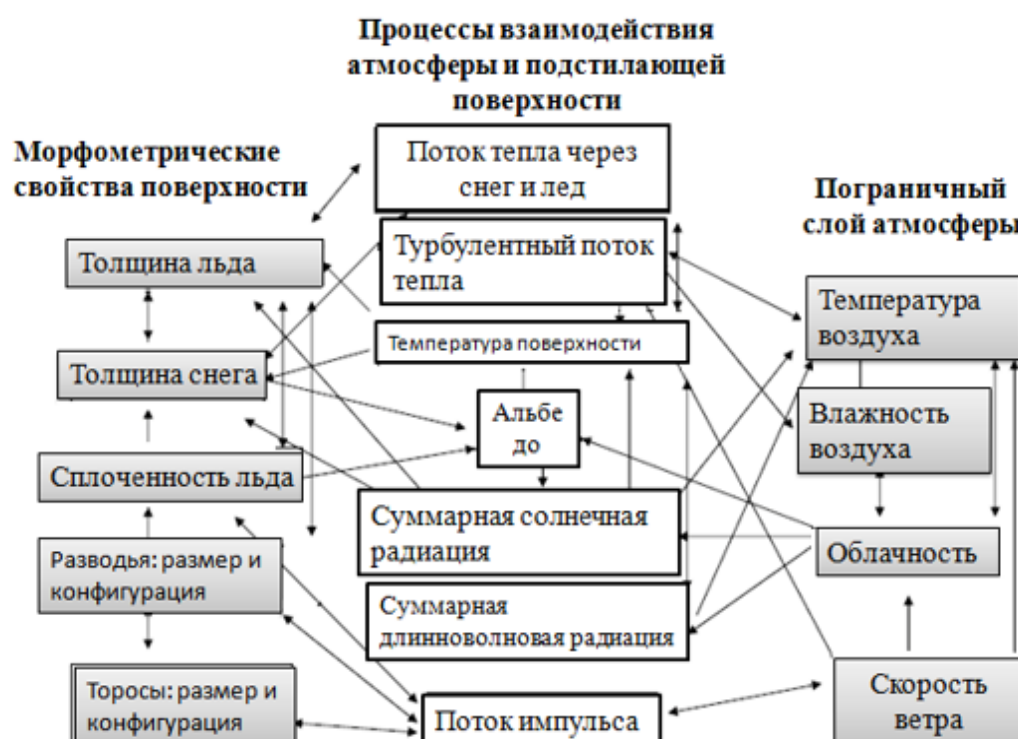 Процессы взаимодействия
атмосферы и подстилающей
поверхности
Морфометрические
свойства поверхности
Пограничный
слой атмосферы
Поток тепла через
снег и лед
Турбулентный поток
тепла
Температура поверхности
Альбе
до
Суммарная солнечная
радиация
Суммарная
длинноволновая радиация
Поток импульса
Толщина льда
Толщина снега
Сплоченность льда
Разводья: размер и
конфигурация
Торосы: размер и
конфигурация
Температура
воздуха
Влажность
воздуха
Облачность
Скорость
ветра